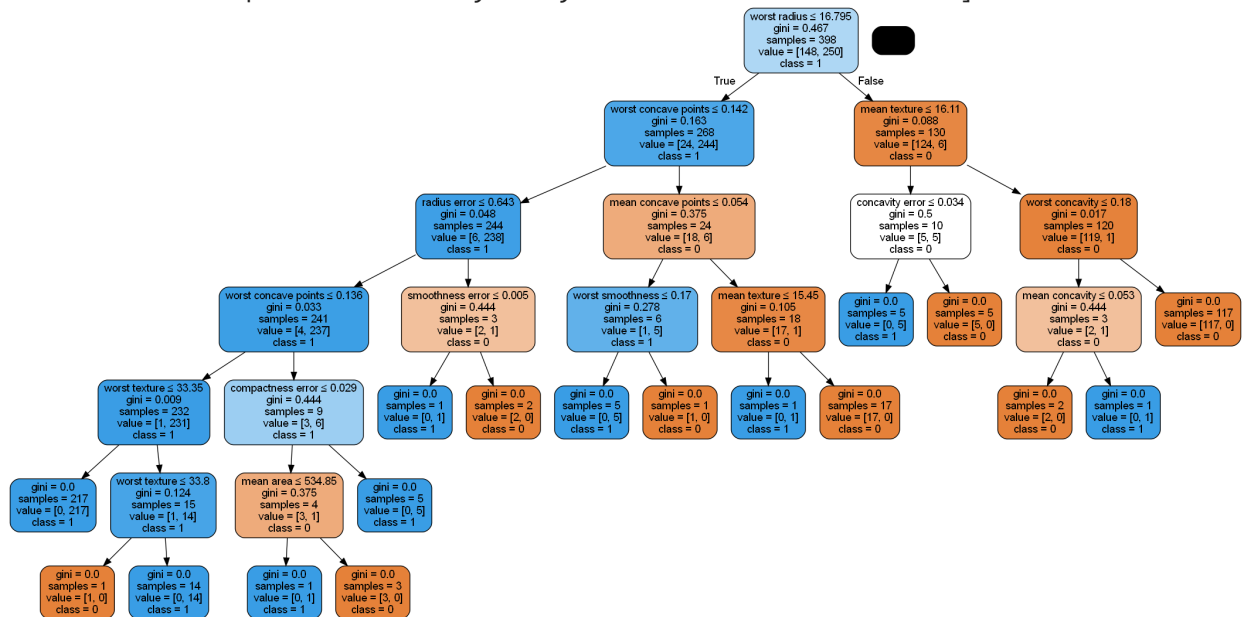 worst radius ≤ 16.795
gini = 0.467
samples = 398
value = [148, 250]
class = 1
True
False
worst concave points ≤ 0.142
gini = 0.163
samples = 268
value = [24, 244]
class = 1
mean texture ≤ 16.11
gini = 0.088
samples = 130
value = [124, 6]
class = 0
radius error ≤ 0.643
gini = 0.048
samples = 244
value = [6, 238]
class = 1
mean concave points ≤ 0.054
gini = 0.375
samples = 24
value = [18, 6]
class = 0
concavity error ≤ 0.034
gini = 0.5
samples = 10
value = [5, 5]
class = 0
worst concavity ≤ 0.18
gini = 0.017
samples = 120
value = [119, 1]
class = 0
worst concave points ≤ 0.136
gini = 0.033
samples = 241
value = [4, 237]
class = 1
smoothness error ≤ 0.005
gini = 0.444
samples = 3
value = [2, 1]
class = 0
worst smoothness ≤ 0.17
gini = 0.278
samples = 6
value = [1, 5]
class = 1
mean texture ≤ 15.45
gini = 0.105
samples = 18
value = [17, 1]
class = 0
gini = 0.0
samples = 5
value = [0, 5]
class = 1
gini = 0.0
samples = 5
value = [5, 0]
class = 0
mean concavity ≤ 0.053
gini = 0.444
samples = 3
value = [2, 1]
class = 0
gini = 0.0
samples = 117
value = [117, 0]
class = 0
worst texture ≤ 33.35
gini = 0.009
samples = 232
value = [1, 231]
class = 1
compactness error ≤ 0.029
gini = 0.444
samples = 9
value = [3, 6]
class = 1
gini = 0.0
samples = 1
value = [0, 1]
class = 1
gini = 0.0
samples = 2
value = [2, 0]
class = 0
gini = 0.0
samples = 5
value = [0, 5]
class = 1
gini = 0.0
samples = 1
value = [1, 0]
class = 0
gini = 0.0
samples = 1
value = [0, 1]
class = 1
gini = 0.0
samples = 17
value = [17, 0]
class = 0
gini = 0.0
samples = 2
value = [2, 0]
class = 0
gini = 0.0
samples = 1
value = [0, 1]
class = 1
gini = 0.0
samples = 217
value = [0, 217]
class = 1
worst texture ≤ 33.8
gini = 0.124
samples = 15
value = [1, 14]
class = 1
mean area ≤ 534.85
gini = 0.375
samples = 4
value = [3, 1]
class = 0
gini = 0.0
samples = 5
value = [0, 5]
class = 1
gini = 0.0
samples = 1
value = [1, 0]
class = 0
gini = 0.0
samples = 14
value = [0, 14]
class = 1
gini = 0.0
samples = 1
value = [0, 1]
class = 1
gini = 0.0
samples = 3
value = [3, 0]
class = 0